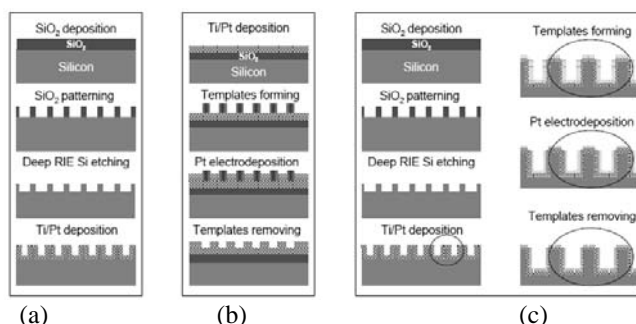 SiO₂ deposition
SiO₂
Silicon
SiO₂ patterning
Deep RIE Si etching
Ti/Pt deposition
(a)
Ti/Pt deposition
SiO₂
Silicon
Templates forming
Pt electrodeposition
Templates removing
(b)
SiO₂ deposition
SiO₂
Silicon
SiO₂ patterning
Deep RIE Si etching
Ti/Pt deposition
Templates forming
Pt electrodeposition
Templates removing
(c)